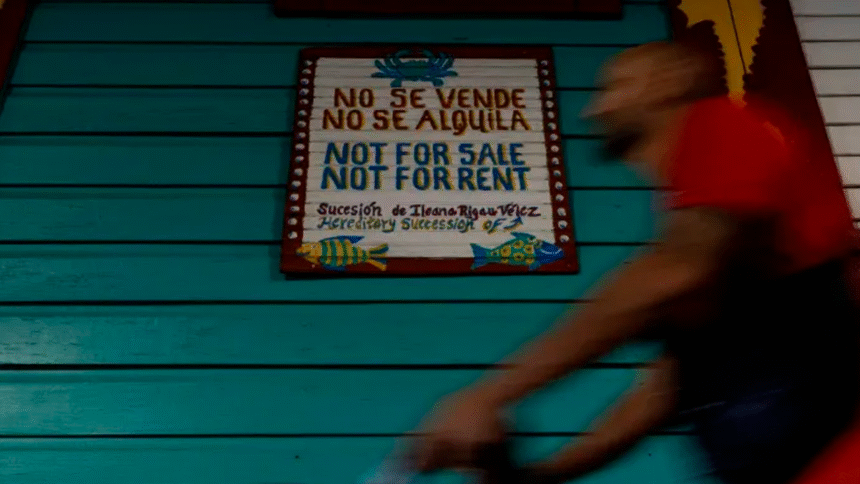 NO SE VENDE
NO SE ALQUiLA
NOT FOR SALE
NOT FOR RENT
Sucesión de Ileana Rigau Vélez
Hereditory Succession of